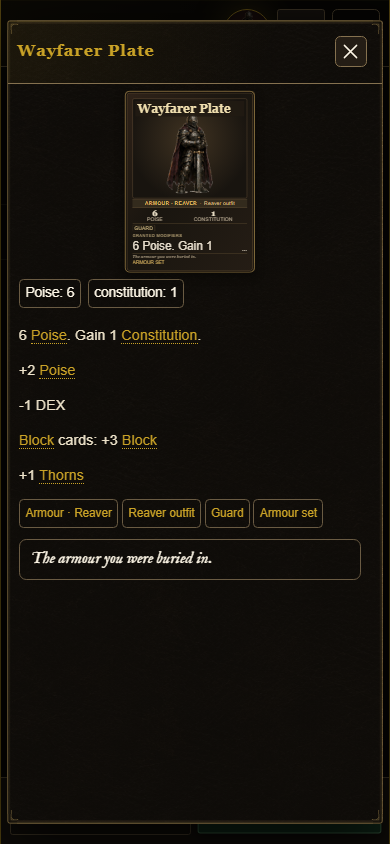 Wayfarer Plate
Wayfarer Plate
ARMOUR · REAVER · Reaver outfit
6 1
POISE CONSTITUTION
GUARD
GRANTED MODIFIERS
6 Poise. Gain 1 ...
The armour you were buried in.
ARMOUR SET
Poise: 6 constitution: 1
6 Poise. Gain 1 Constitution.
+2 Poise
-1 DEX
Block cards: +3 Block
+1 Thorns
Armour · Reaver Reaver outfit Guard Armour set
The armour you were buried in.